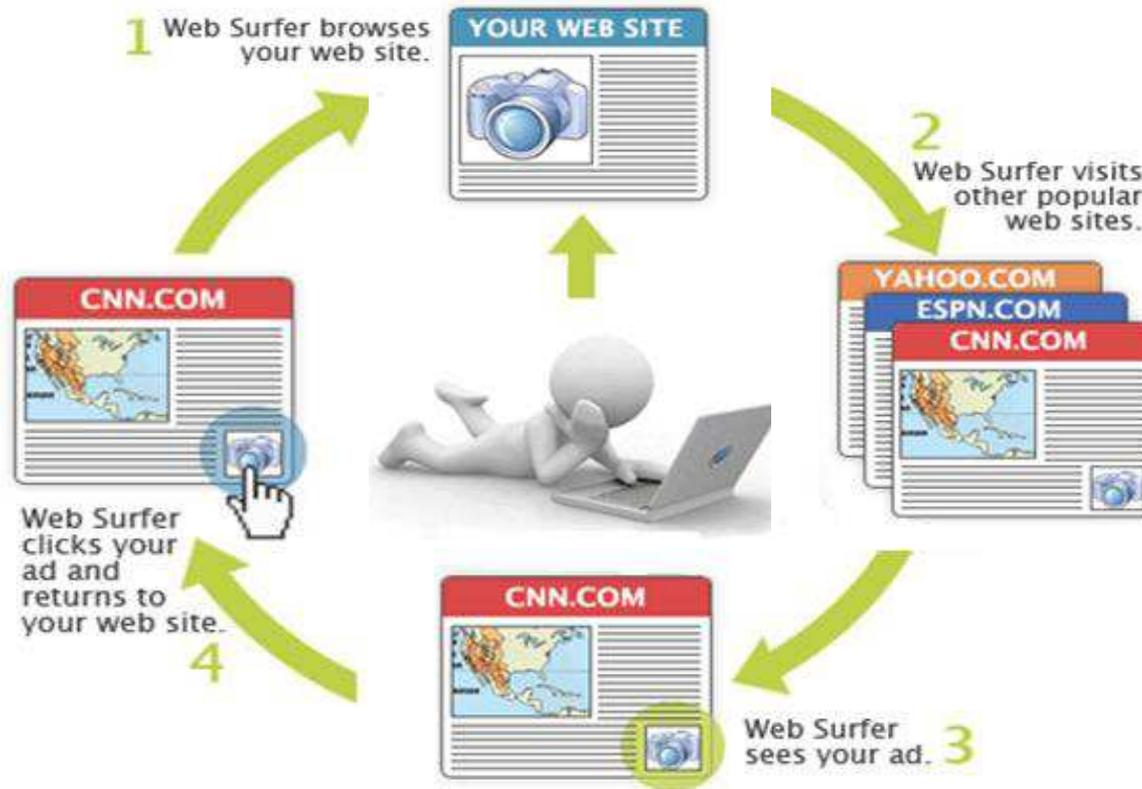 1
Web Surfer browses
your web site.
YOUR WEB SITE
2
Web Surfer visits
other popular
web sites.
YAHOO.COM
ESPN.COM
CNN.COM
CNN.COM
Web Surfer
clicks your
ad and
returns to
your web site.
4
CNN.COM
Web Surfer
sees your ad.
3